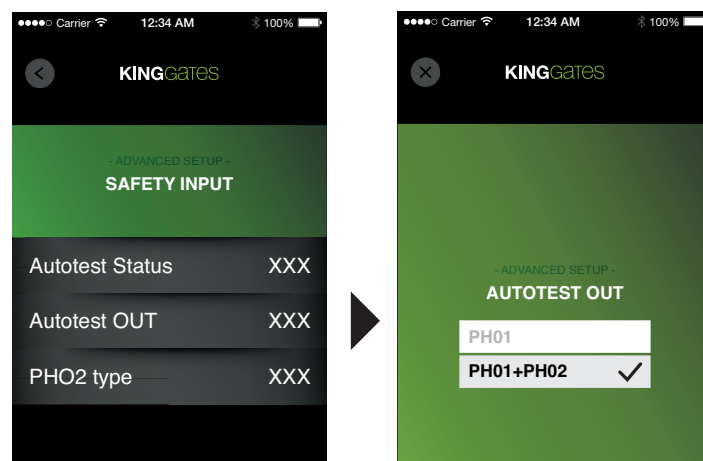 Carrier 12:34 AM 100%
KINGGATES
- ADVANCED SETUP -
SAFETY INPUT
Autotest Status XXX
Autotest OUT XXX
PHO2 type XXX
Carrier 12:34 AM 100%
KINGGATES
- ADVANCED SETUP -
AUTOTEST OUT
PH01
PH01+PH02